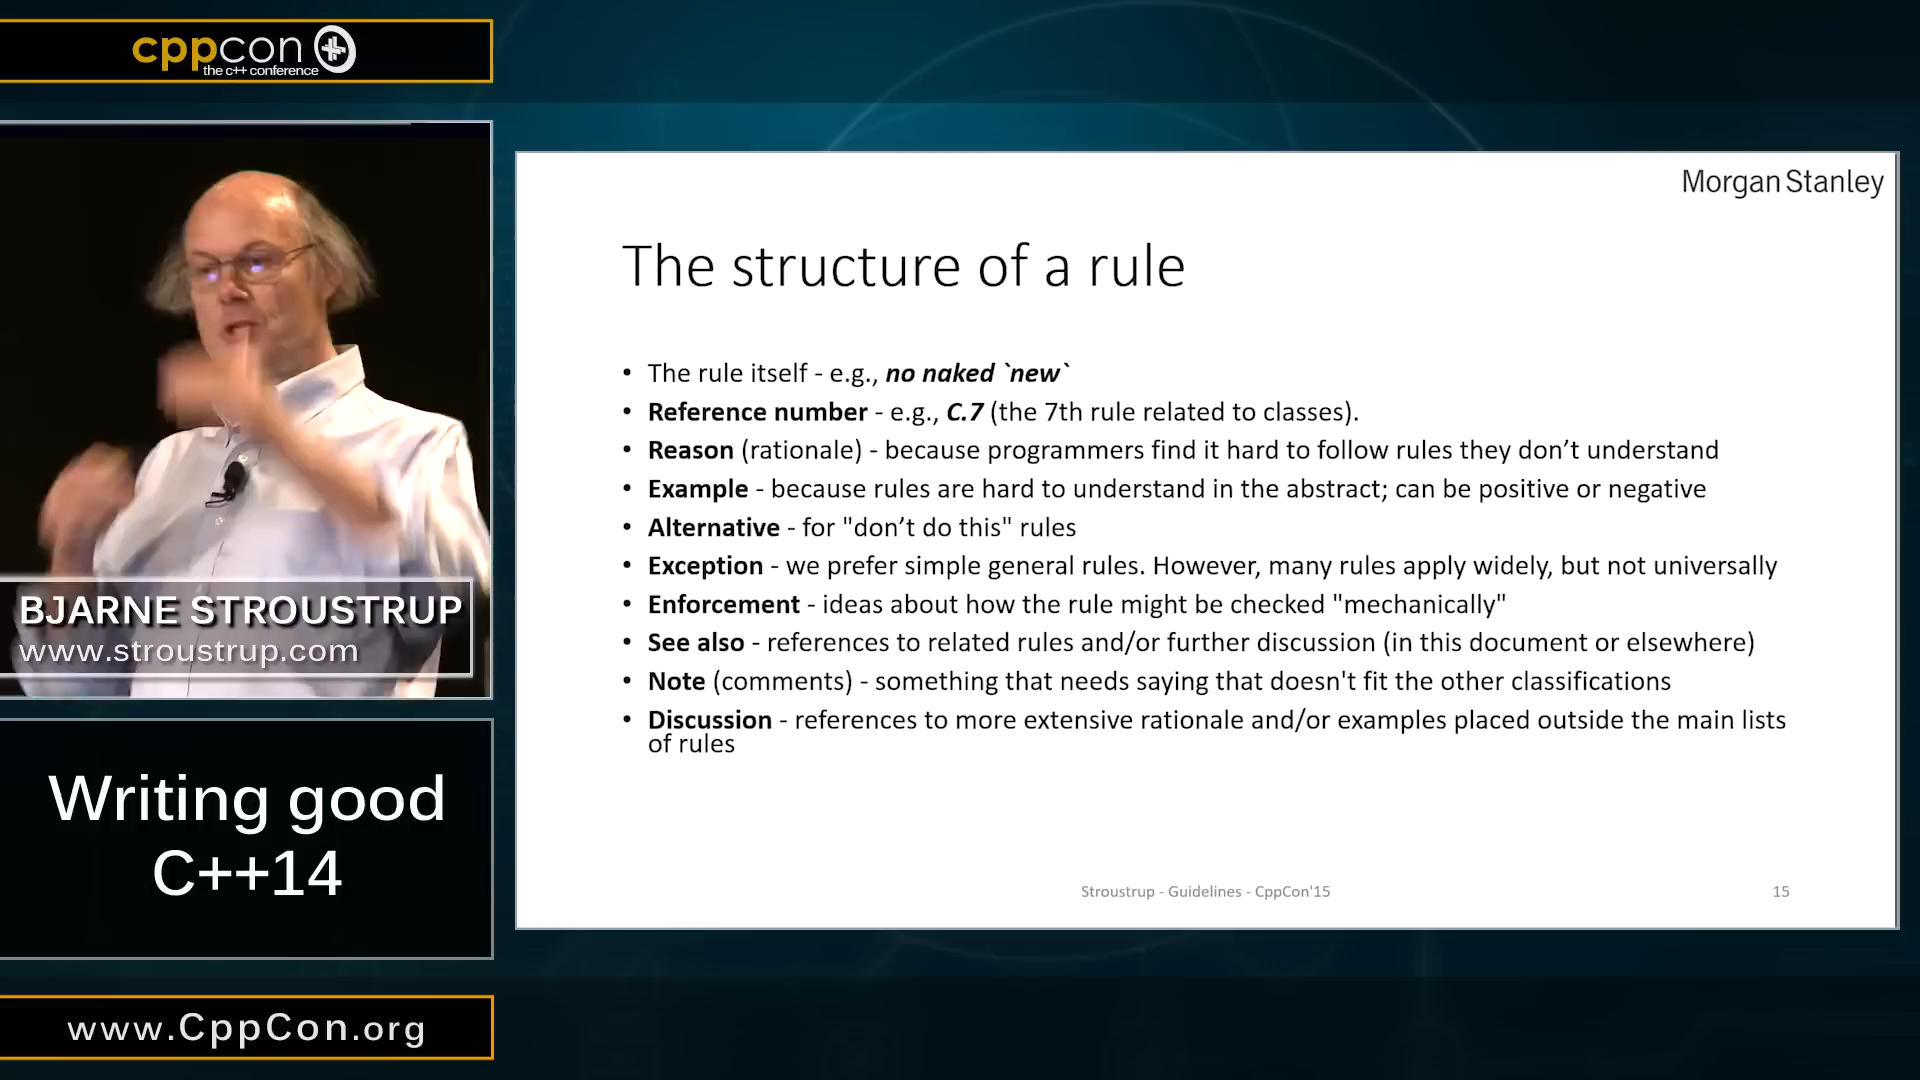 cppcon
the c++ conference
BJARNE STROUSTRUP
www.stroustrup.com
Writing good
C++14
www.CppCon.org
Morgan Stanley
The structure of a rule
• The rule itself - e.g., no naked `new`
• Reference number - e.g., C.7 (the 7th rule related to classes).
• Reason (rationale) - because programmers find it hard to follow rules they don’t understand
• Example - because rules are hard to understand in the abstract; can be positive or negative
• Alternative - for "don’t do this" rules
• Exception - we prefer simple general rules. However, many rules apply widely, but not universally
• Enforcement - ideas about how the rule might be checked "mechanically"
• See also - references to related rules and/or further discussion (in this document or elsewhere)
• Note (comments) - something that needs saying that doesn't fit the other classifications
• Discussion - references to more extensive rationale and/or examples placed outside the main lists
of rules
Stroustrup - Guidelines - CppCon'15
15